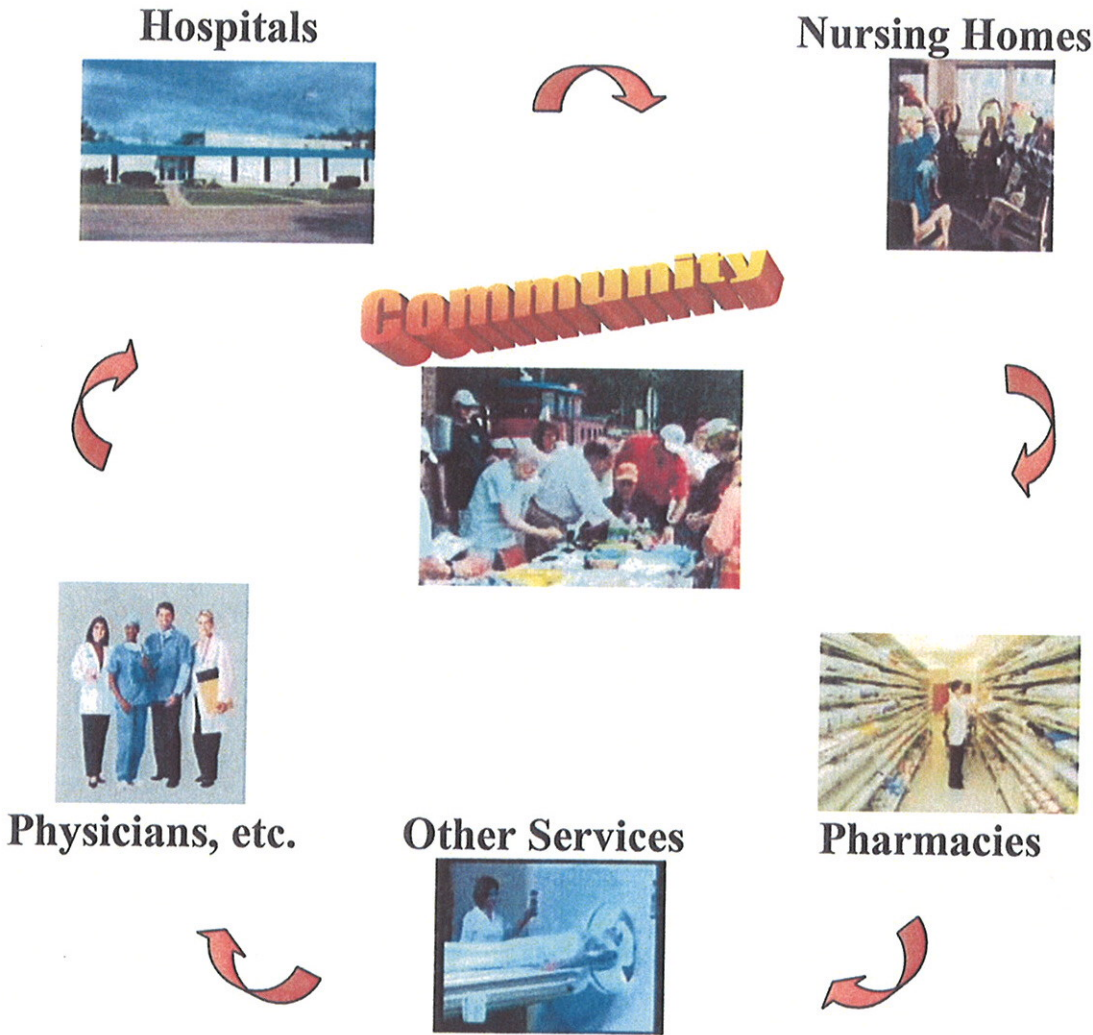 Hospitals
Nursing Homes
Community
Physicians, etc.
Other Services
Pharmacies